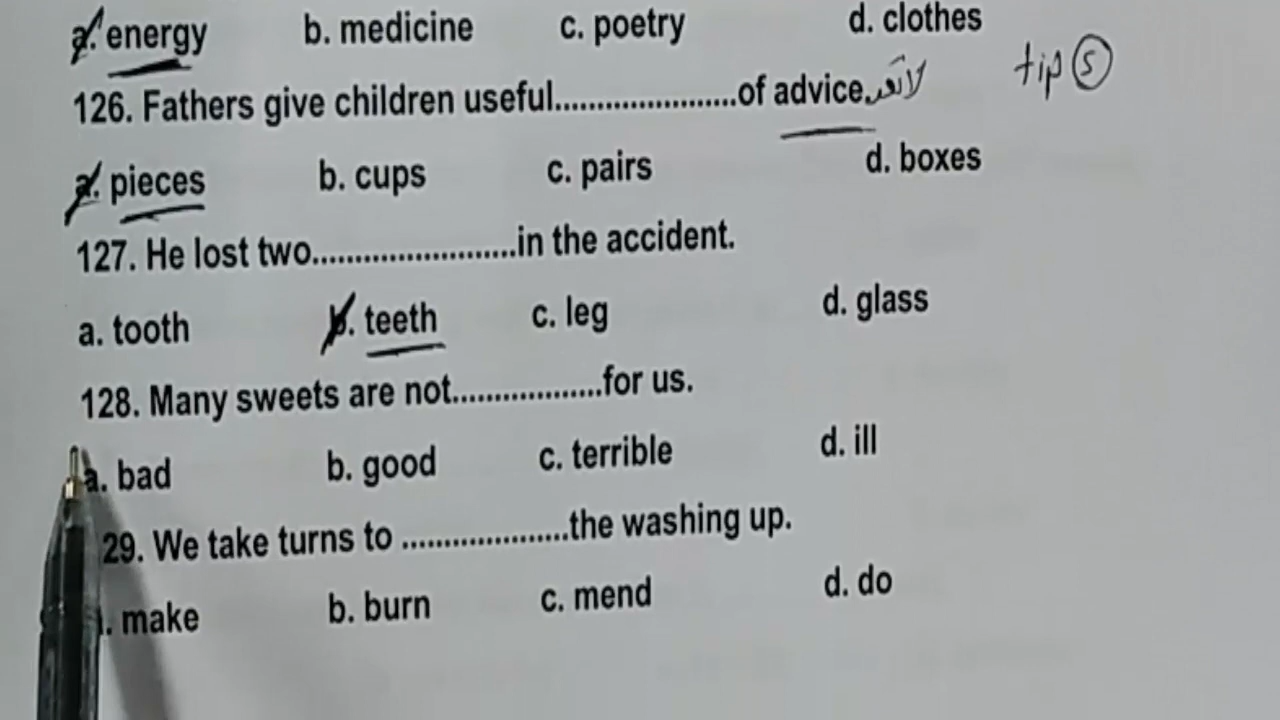 a. energy b. medicine c. poetry d. clothes
126. Fathers give children useful......................of advice. لا تعد tip 5
a. pieces b. cups c. pairs d. boxes
127. He lost two........................in the accident.
a. tooth b. teeth c. leg d. glass
128. Many sweets are not..................for us.
a. bad b. good c. terrible d. ill
29. We take turns to ....................the washing up.
. make b. burn c. mend d. do